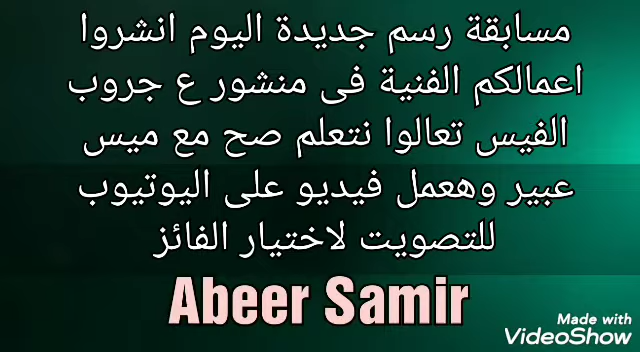 مسابقة رسم جديدة اليوم انشروا
اعمالكم الفنية فى منشور ع جروب
الفيس تعالوا نتعلم صح مع ميس
عبير وهعمل فيديو على اليوتيوب
للتصويت لاختيار الفائز
Abeer Samir
Made with
VideoShow